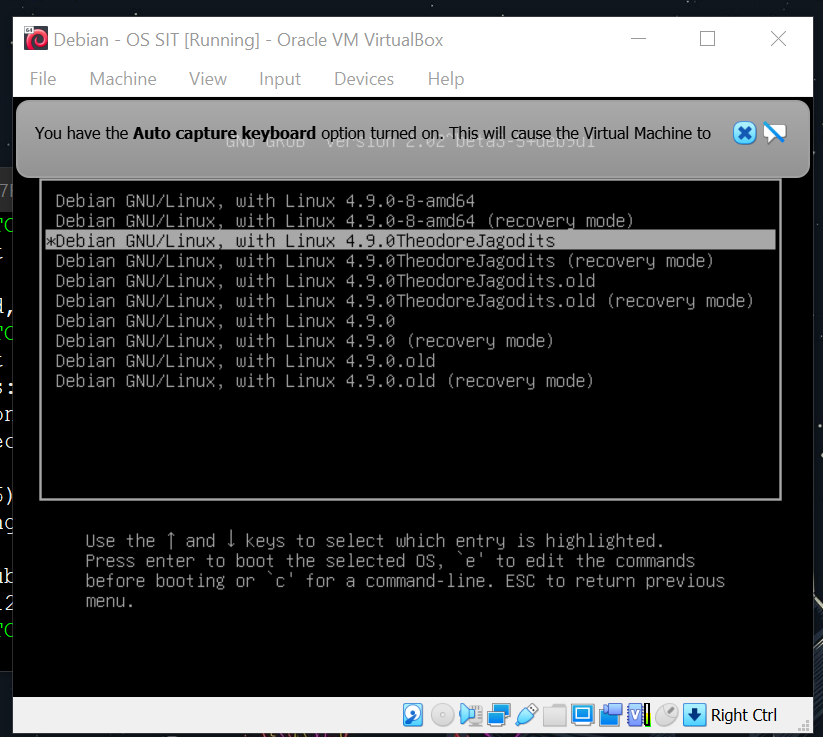 Debian - OS SIT [Running] - Oracle VM VirtualBox
File Machine View Input Devices Help
You have the Auto capture keyboard option turned on. This will cause the Virtual Machine to
GNU GRUB version 2.02~beta3-5+deb9u1
Debian GNU/Linux, with Linux 4.9.0-8-amd64
Debian GNU/Linux, with Linux 4.9.0-8-amd64 (recovery mode)
*Debian GNU/Linux, with Linux 4.9.0TheodoreJagodits
Debian GNU/Linux, with Linux 4.9.0TheodoreJagodits (recovery mode)
Debian GNU/Linux, with Linux 4.9.0TheodoreJagodits.old
Debian GNU/Linux, with Linux 4.9.0TheodoreJagodits.old (recovery mode)
Debian GNU/Linux, with Linux 4.9.0
Debian GNU/Linux, with Linux 4.9.0 (recovery mode)
Debian GNU/Linux, with Linux 4.9.0.old
Debian GNU/Linux, with Linux 4.9.0.old (recovery mode)
Use the ↑ and ↓ keys to select which entry is highlighted.
Press enter to boot the selected OS, `e' to edit the commands
before booting or `c' for a command-line. ESC to return previous
menu.
Right Ctrl